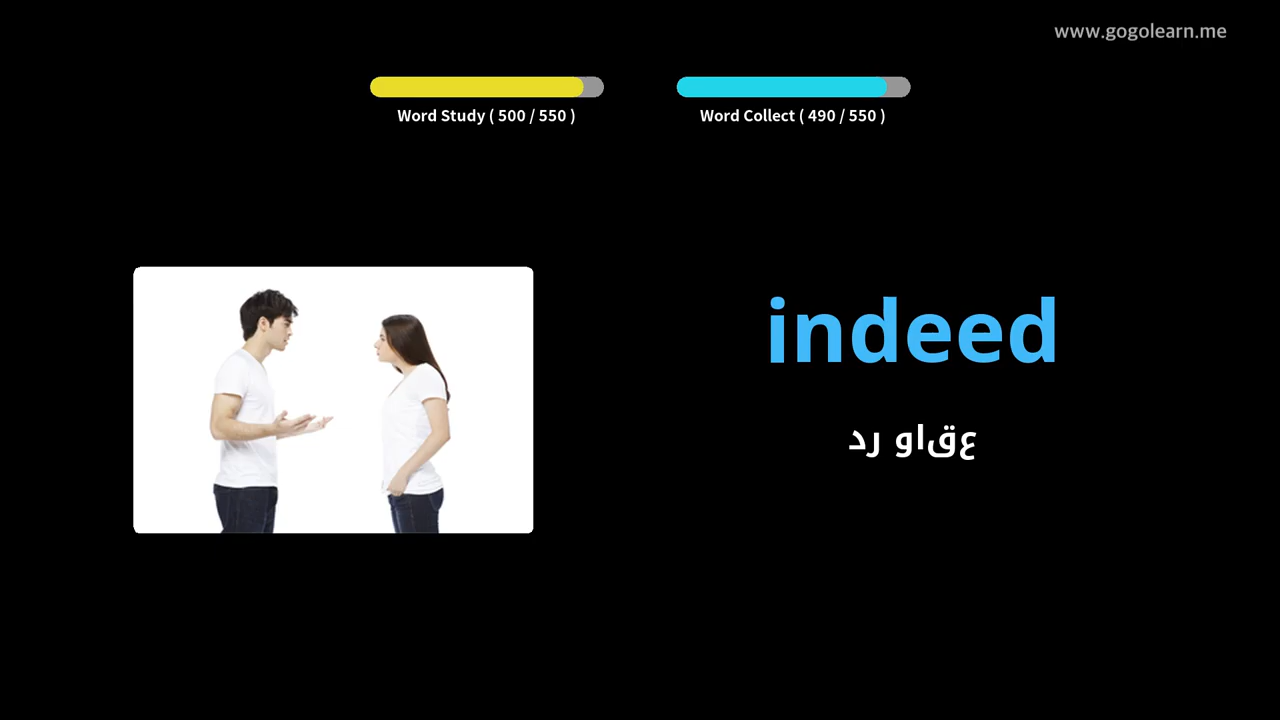 www.gogolearn.me
Word Study ( 500 / 550 )
Word Collect ( 490 / 550 )
indeed
عقاو رد